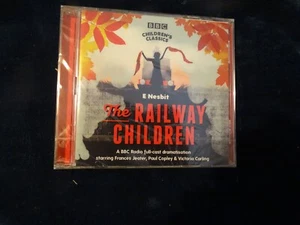 BBC
CHILDREN'S
CLASSICS
E Nesbit
The RAILWAY
CHILDREN
A BBC Radio full-cast dramatisation
starring Frances Jeater, Paul Copley & Victoria Carling